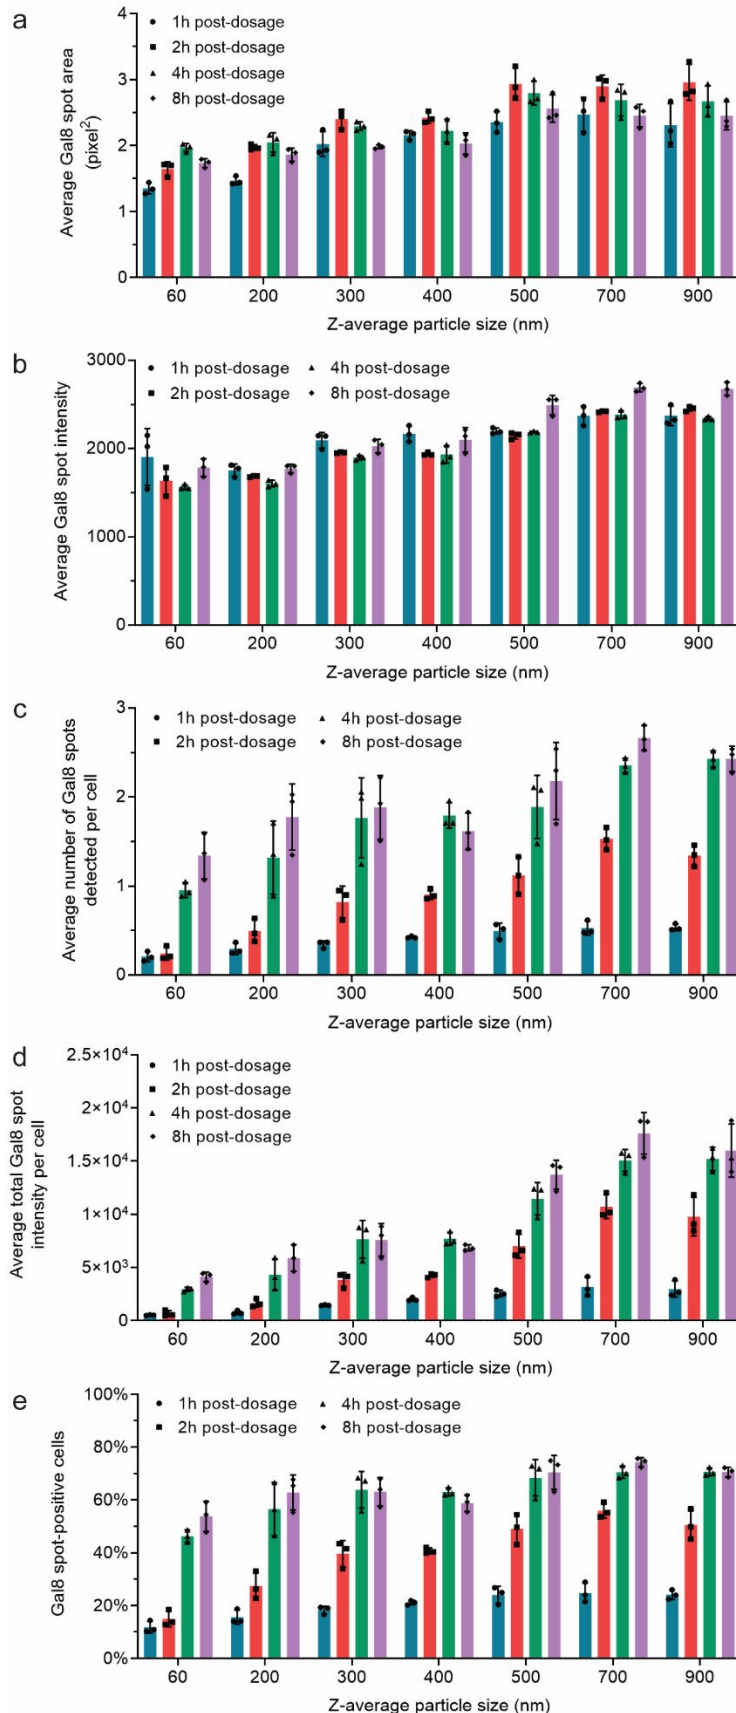 a
1h post-dosage
2h post-dosage
4h post-dosage
8h post-dosage
Average Gal8 spot area
(pixel²)
4
3
2
1
0
60 200 300 400 500 700 900
Z-average particle size (nm)
b
1h post-dosage 4h post-dosage
2h post-dosage 8h post-dosage
Average Gal8 spot intensity
3000
2000
1000
0
60 200 300 400 500 700 900
Z-average particle size (nm)
c
1h post-dosage 4h post-dosage
2h post-dosage 8h post-dosage
Average number of Gal8 spots
detected per cell
3
2
1
0
60 200 300 400 500 700 900
Z-average particle size (nm)
d
1h post-dosage
2h post-dosage
4h post-dosage
8h post-dosage
Average total Gal8 spot
intensity per cell
2.5×10⁴
2×10⁴
1.5×10⁴
1×10⁴
5×10³
0
60 200 300 400 500 700 900
Z-average particle size (nm)
e
1h post-dosage 4h post-dosage
2h post-dosage 8h post-dosage
Gal8 spot-positive cells
100%
80%
60%
40%
20%
0%
60 200 300 400 500 700 900
Z-average particle size (nm)